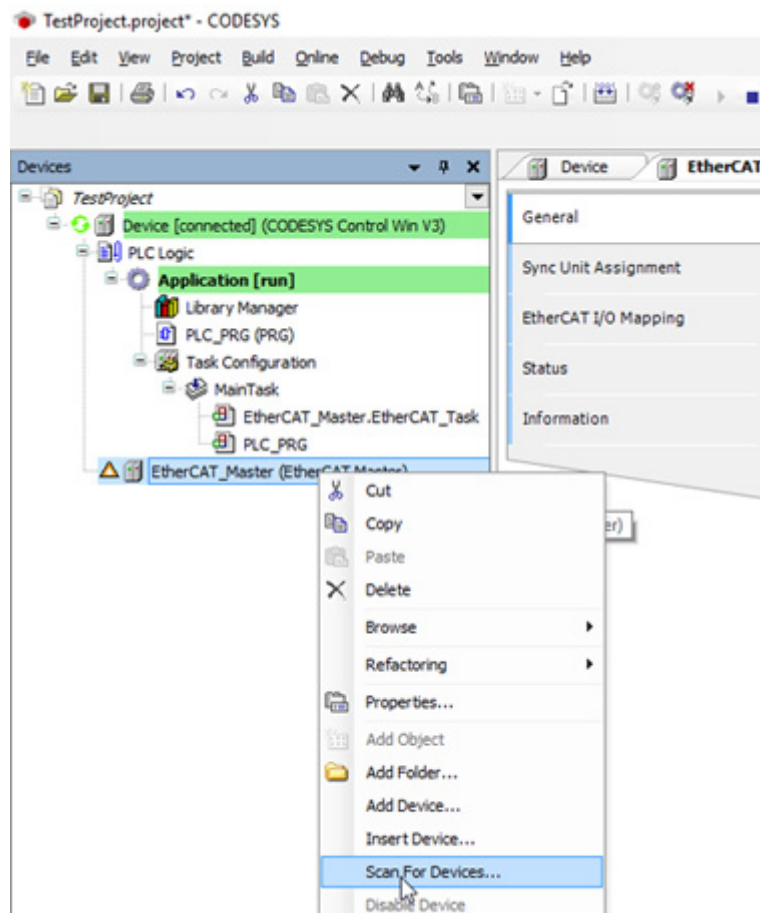 TestProject.project* - CODESYS
File Edit View Project Build Online Debug Tools Window Help
Devices
Device EtherCAT
TestProject
General
Device [connected] (CODESYS Control Win V3)
PLC Logic
Sync Unit Assignment
Application [run]
Library Manager
EtherCAT I/O Mapping
PLC_PRG (PRG)
Task Configuration
Status
MainTask
EtherCAT_Master.EtherCAT_Task
Information
PLC_PRG
EtherCAT_Master (EtherCAT Master)
Cut
Copy
er)
Paste
Delete
Browse
Refactoring
Properties...
Add Object
Add Folder...
Add Device...
Insert Device...
Scan For Devices...
Disable Device